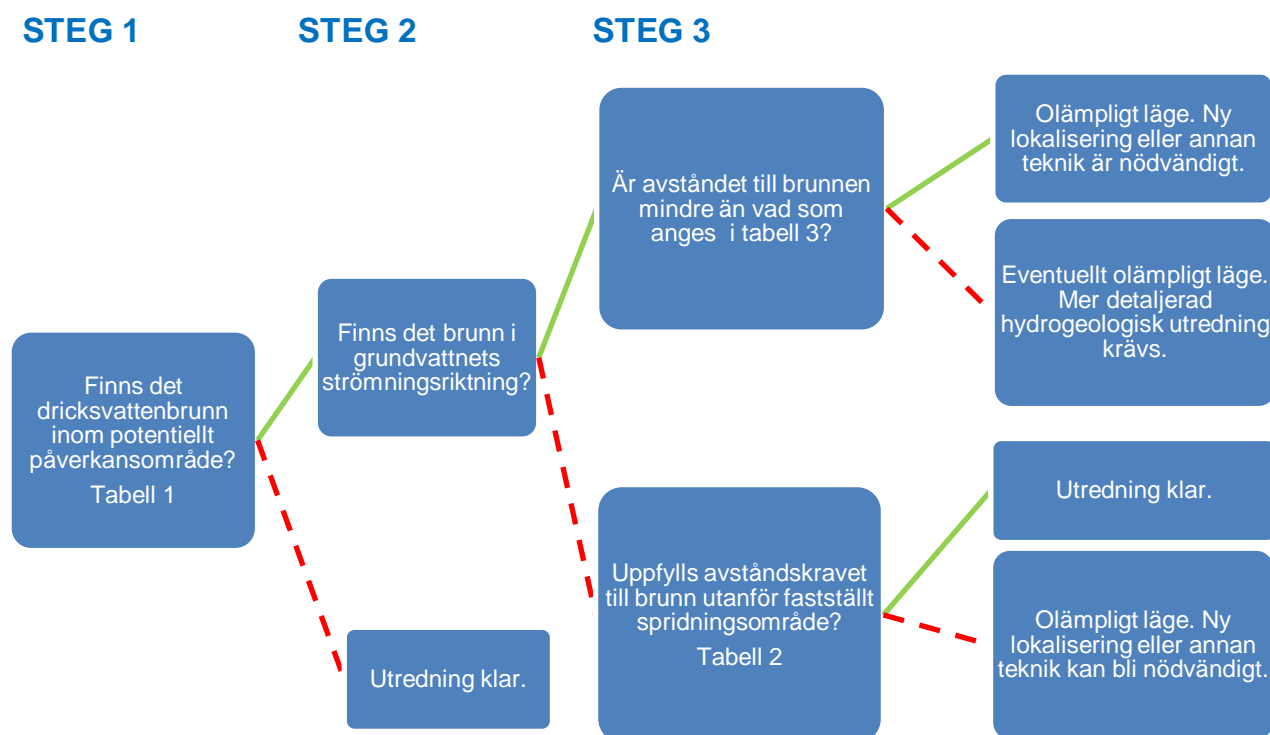 STEG 1
STEG 2
STEG 3
Finns det
dricksvattenbrunn
inom potentiellt
påverkansområde?
Tabell 1
Finns det brunn i
grundvattnets
strömningsriktning?
Utredning klar.
Är avståndet till brunnen
mindre än vad som
anges i tabell 3?
Uppfylls avståndskravet
till brunn utanför fastställt
spridningsområde?
Tabell 2
Olämpligt läge. Ny
lokalisering eller annan
teknik är nödvändigt.
Eventuellt olämpligt läge.
Mer detaljerad
hydrogeologisk utredning
krävs.
Utredning klar.
Olämpligt läge. Ny
lokalisering eller annan
teknik kan bli nödvändigt.